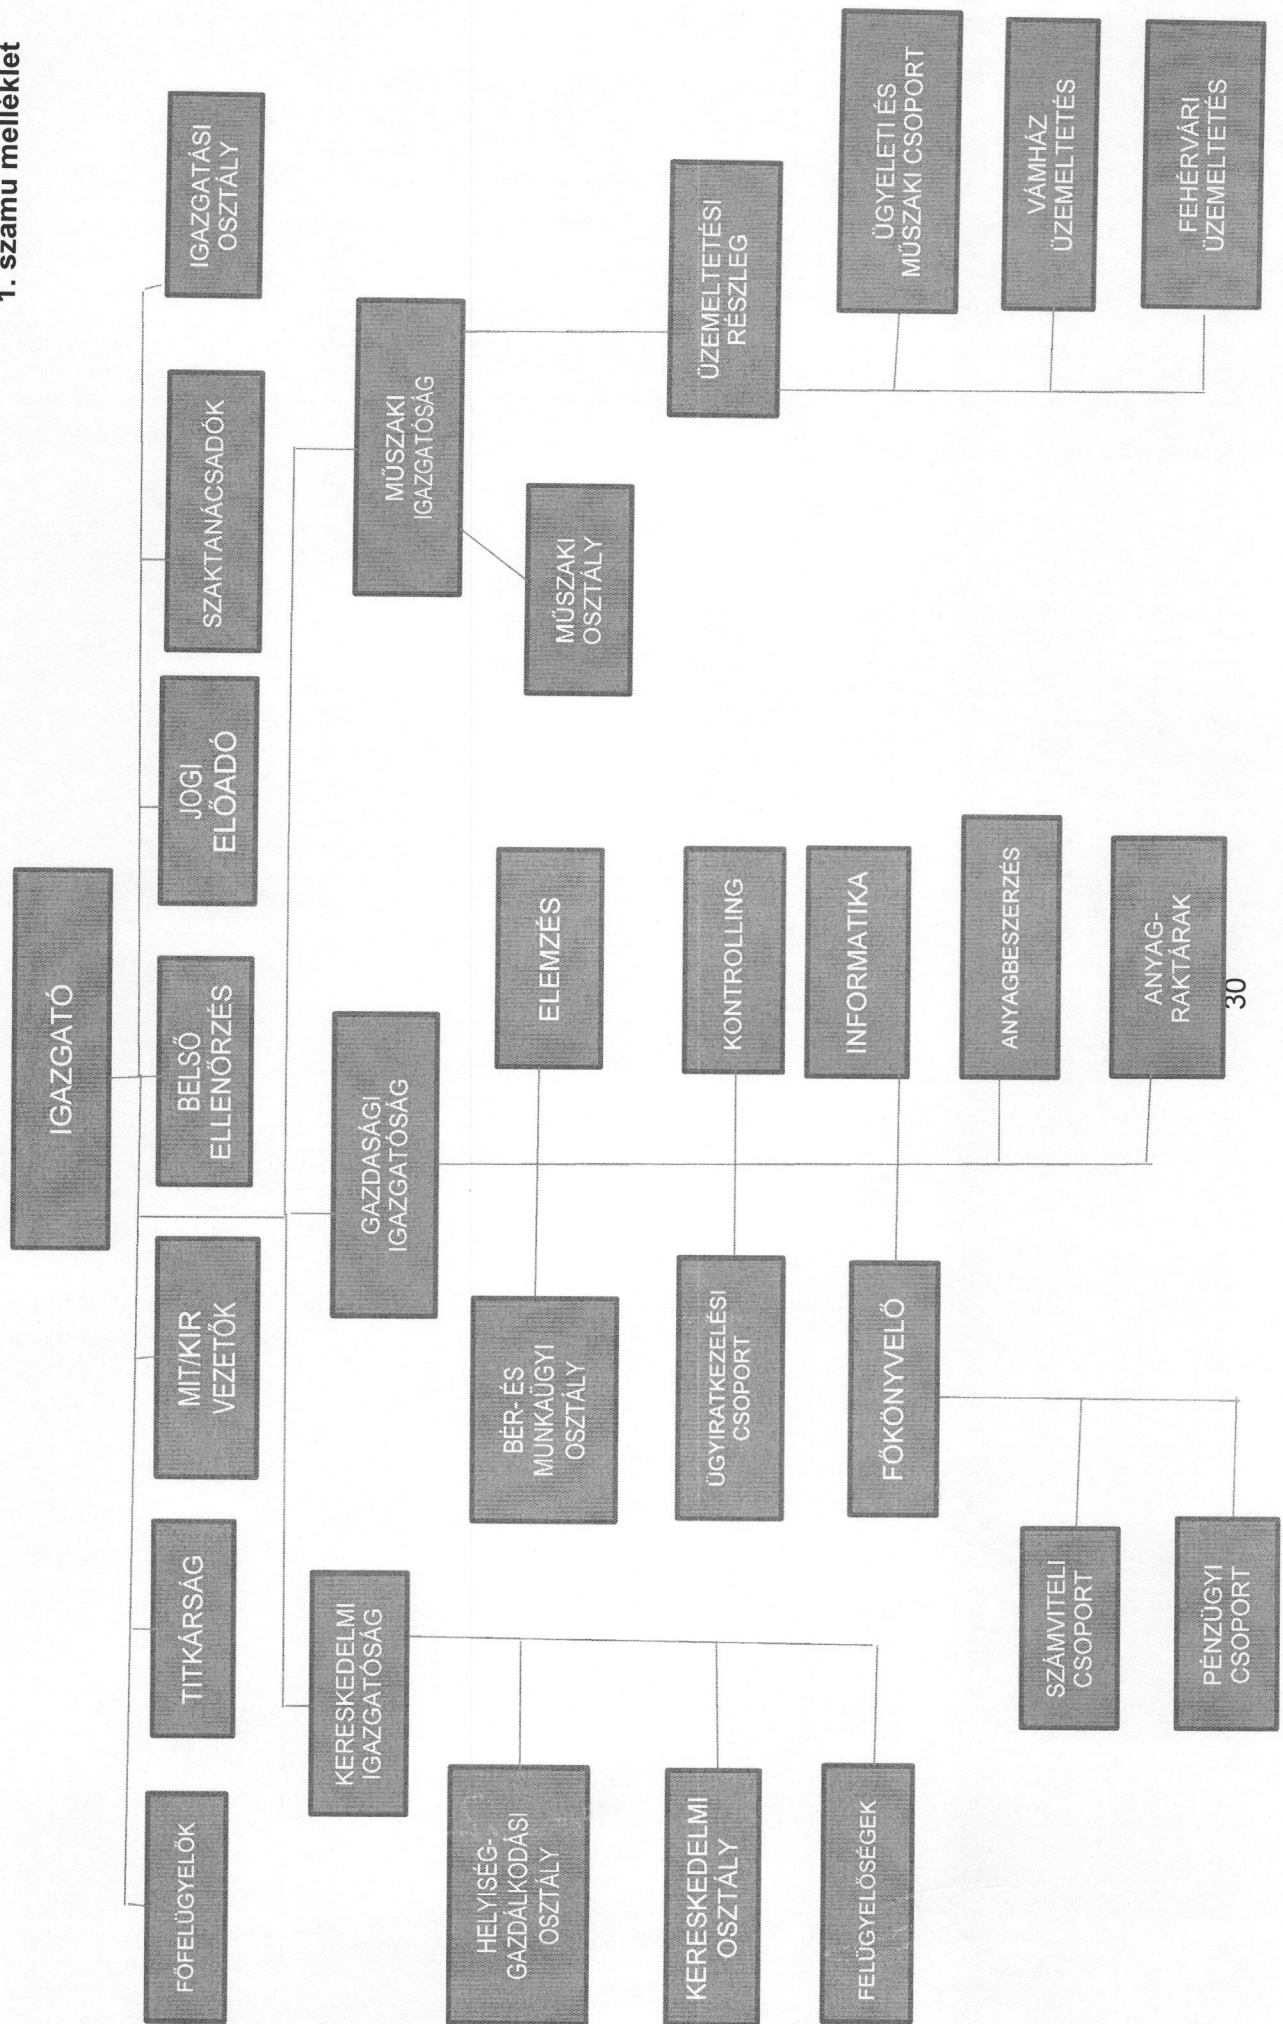 1. számú melléklet
IGAZGATÓ
FŐFELÜGYELŐK
TITKÁRSÁG
MIT/KIR
VEZETŐK
BELSŐ
ELLENŐRZÉS
JOGI
ELŐADÓ
SZAKTANÁCSADÓK
IGAZGATÁSI
OSZTÁLY
KERESKEDELMI
IGAZGATÓSÁG
GAZDASÁGI
IGAZGATÓSÁG
MŰSZAKI
IGAZGATÓSÁG
HELYISÉG-
GAZDÁLKODÁSI
OSZTÁLY
KERESKEDELMI
OSZTÁLY
FELÜGYELŐSÉGEK
BÉR- ÉS
MUNKAÜGYI
OSZTÁLY
ELEMZÉS
ÜGYIRATKEZELÉSI
CSOPORT
KONTROLLING
FŐKÖNYVELŐ
INFORMATIKA
SZÁMVITELI
CSOPORT
PÉNZÜGYI
CSOPORT
ANYAGBESZERZÉS
ANYAG-
RAKTÁRAK
MŰSZAKI
OSZTÁLY
ÜZEMELTETÉSI
RÉSZLEG
ÜGYELETI ÉS
MŰSZAKI CSOPORT
VÁMHÁZ
ÜZEMELTETÉS
FEHÉRVÁRI
ÜZEMELTETÉS
30